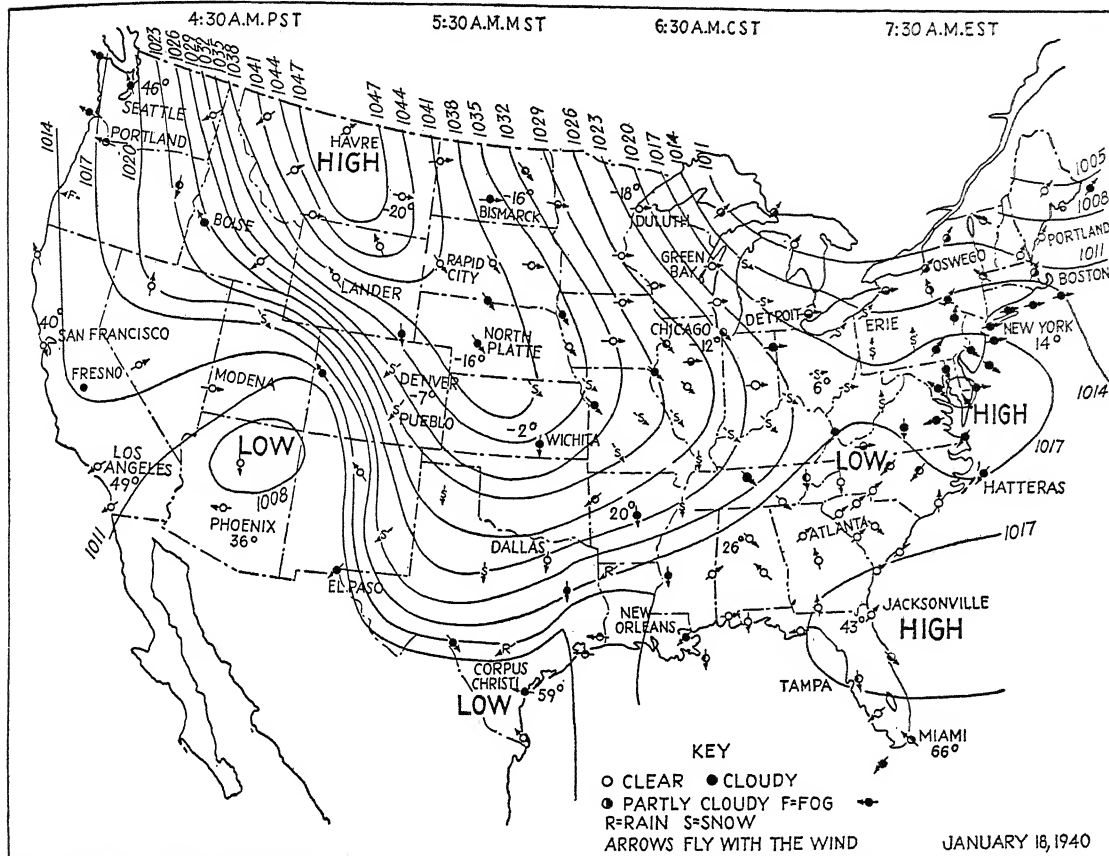 4:30 A.M. PST 5:30 A.M. MST 6:30 A.M. CST 7:30 A.M. EST
1023 1026 1029 1032 1035 1038 1041 1044 1047
1047 1044 1041 1038 1035 1032 1029 1026 1023 1020 1017 1014 1011
1005
1008
1011
1014
1017
1014 1017 1020
46°
SEATTLE
PORTLAND
F
HAVRE
HIGH
-20°
-16°
BISMARCK
-18°
DULUTH
BOISE
RAPID
CITY
LANDER
GREEN
BAY
S
OSWEGO
PORTLAND
BOSTON
40°
SAN FRANCISCO
S
NORTH
PLATTE
-16°
CHICAGO
-12°
S
S
DETROIT
S
ERIE
S
S
NEW YORK
14°
FRESNO
MODENA
S
DENVER
-7°
S
PUEBLO
S
S
-2°
WICHITA
S
S
S
S
S
6°
S
S
HIGH
LOS
ANGELES
49°
LOW
1008
S
S
S
LOW
1017
HATTERAS
PHOENIX
36°
1011
S
20°
S
26°
ATLANTA
1017
DALLAS
EL PASO
S
S
R
JACKSONVILLE
43°
HIGH
NEW
ORLEANS
R
CORPUS
CHRISTI
59°
LOW
TAMPA
MIAMI
66°
KEY
CLEAR CLOUDY
PARTLY CLOUDY F=FOG
R=RAIN S=SNOW
ARROWS FLY WITH THE WIND
JANUARY 18, 1940